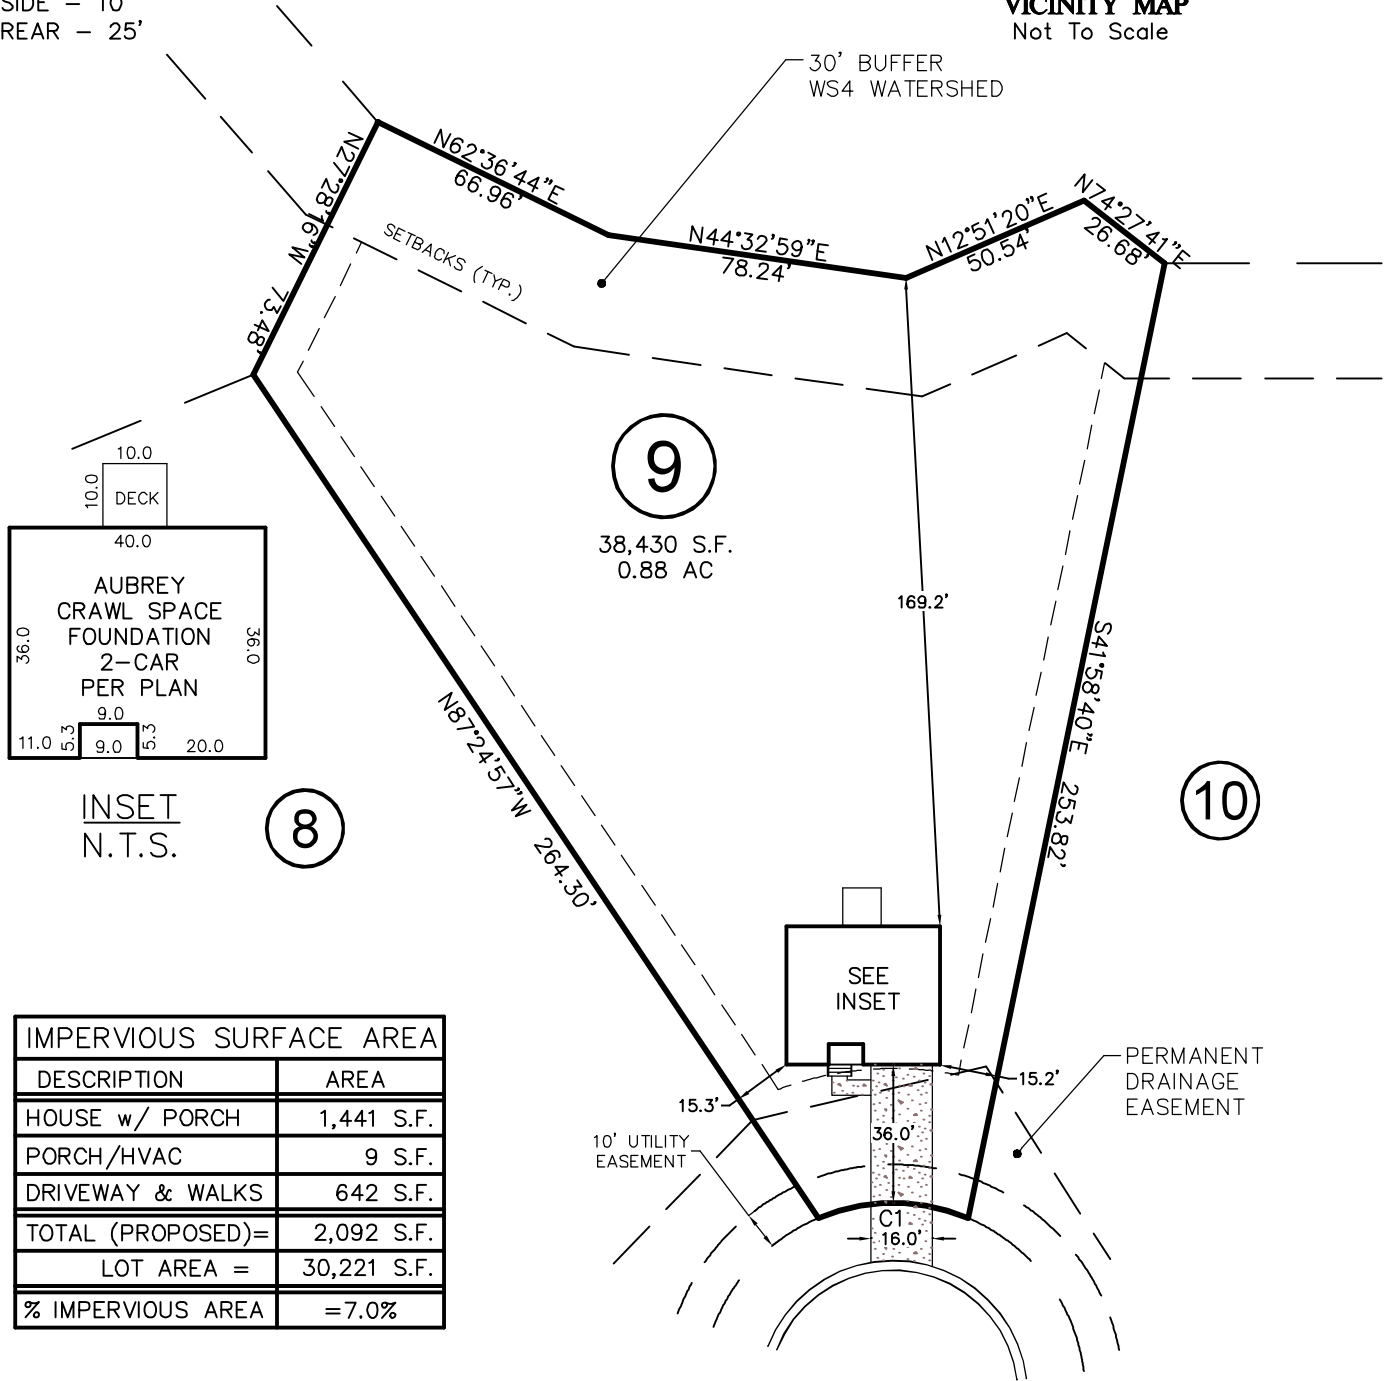 SIDE – 10'
REAR – 25'
VICINITY MAP
Not To Scale
30' BUFFER
WS4 WATERSHED
N27°28'16"W 73.48'
N62°36'44"E
66.96'
N44°32'59"E
78.24'
N12°51'20"E
50.54'
N74°27'41"E
26.68'
SETBACKS (TYP.)
9
38,430 S.F.
0.88 AC
169.2'
S41°58'40"E 253.82'
N87°24'57"W 264.30'
10.0
10.0
DECK
40.0
AUBREY
CRAWL SPACE
FOUNDATION
2-CAR
PER PLAN
36.0
36.0
9.0
11.0
5.3
9.0
5.3
20.0
INSET
N.T.S.
8
10
SEE
INSET
15.3'
15.2'
36.0'
10' UTILITY
EASEMENT
PERMANENT
DRAINAGE
EASEMENT
C1
16.0'
IMPERVIOUS SURFACE AREA
DESCRIPTION AREA
HOUSE w/ PORCH 1,441 S.F.
PORCH/HVAC 9 S.F.
DRIVEWAY & WALKS 642 S.F.
TOTAL (PROPOSED)= 2,092 S.F.
LOT AREA = 30,221 S.F.
% IMPERVIOUS AREA =7.0%